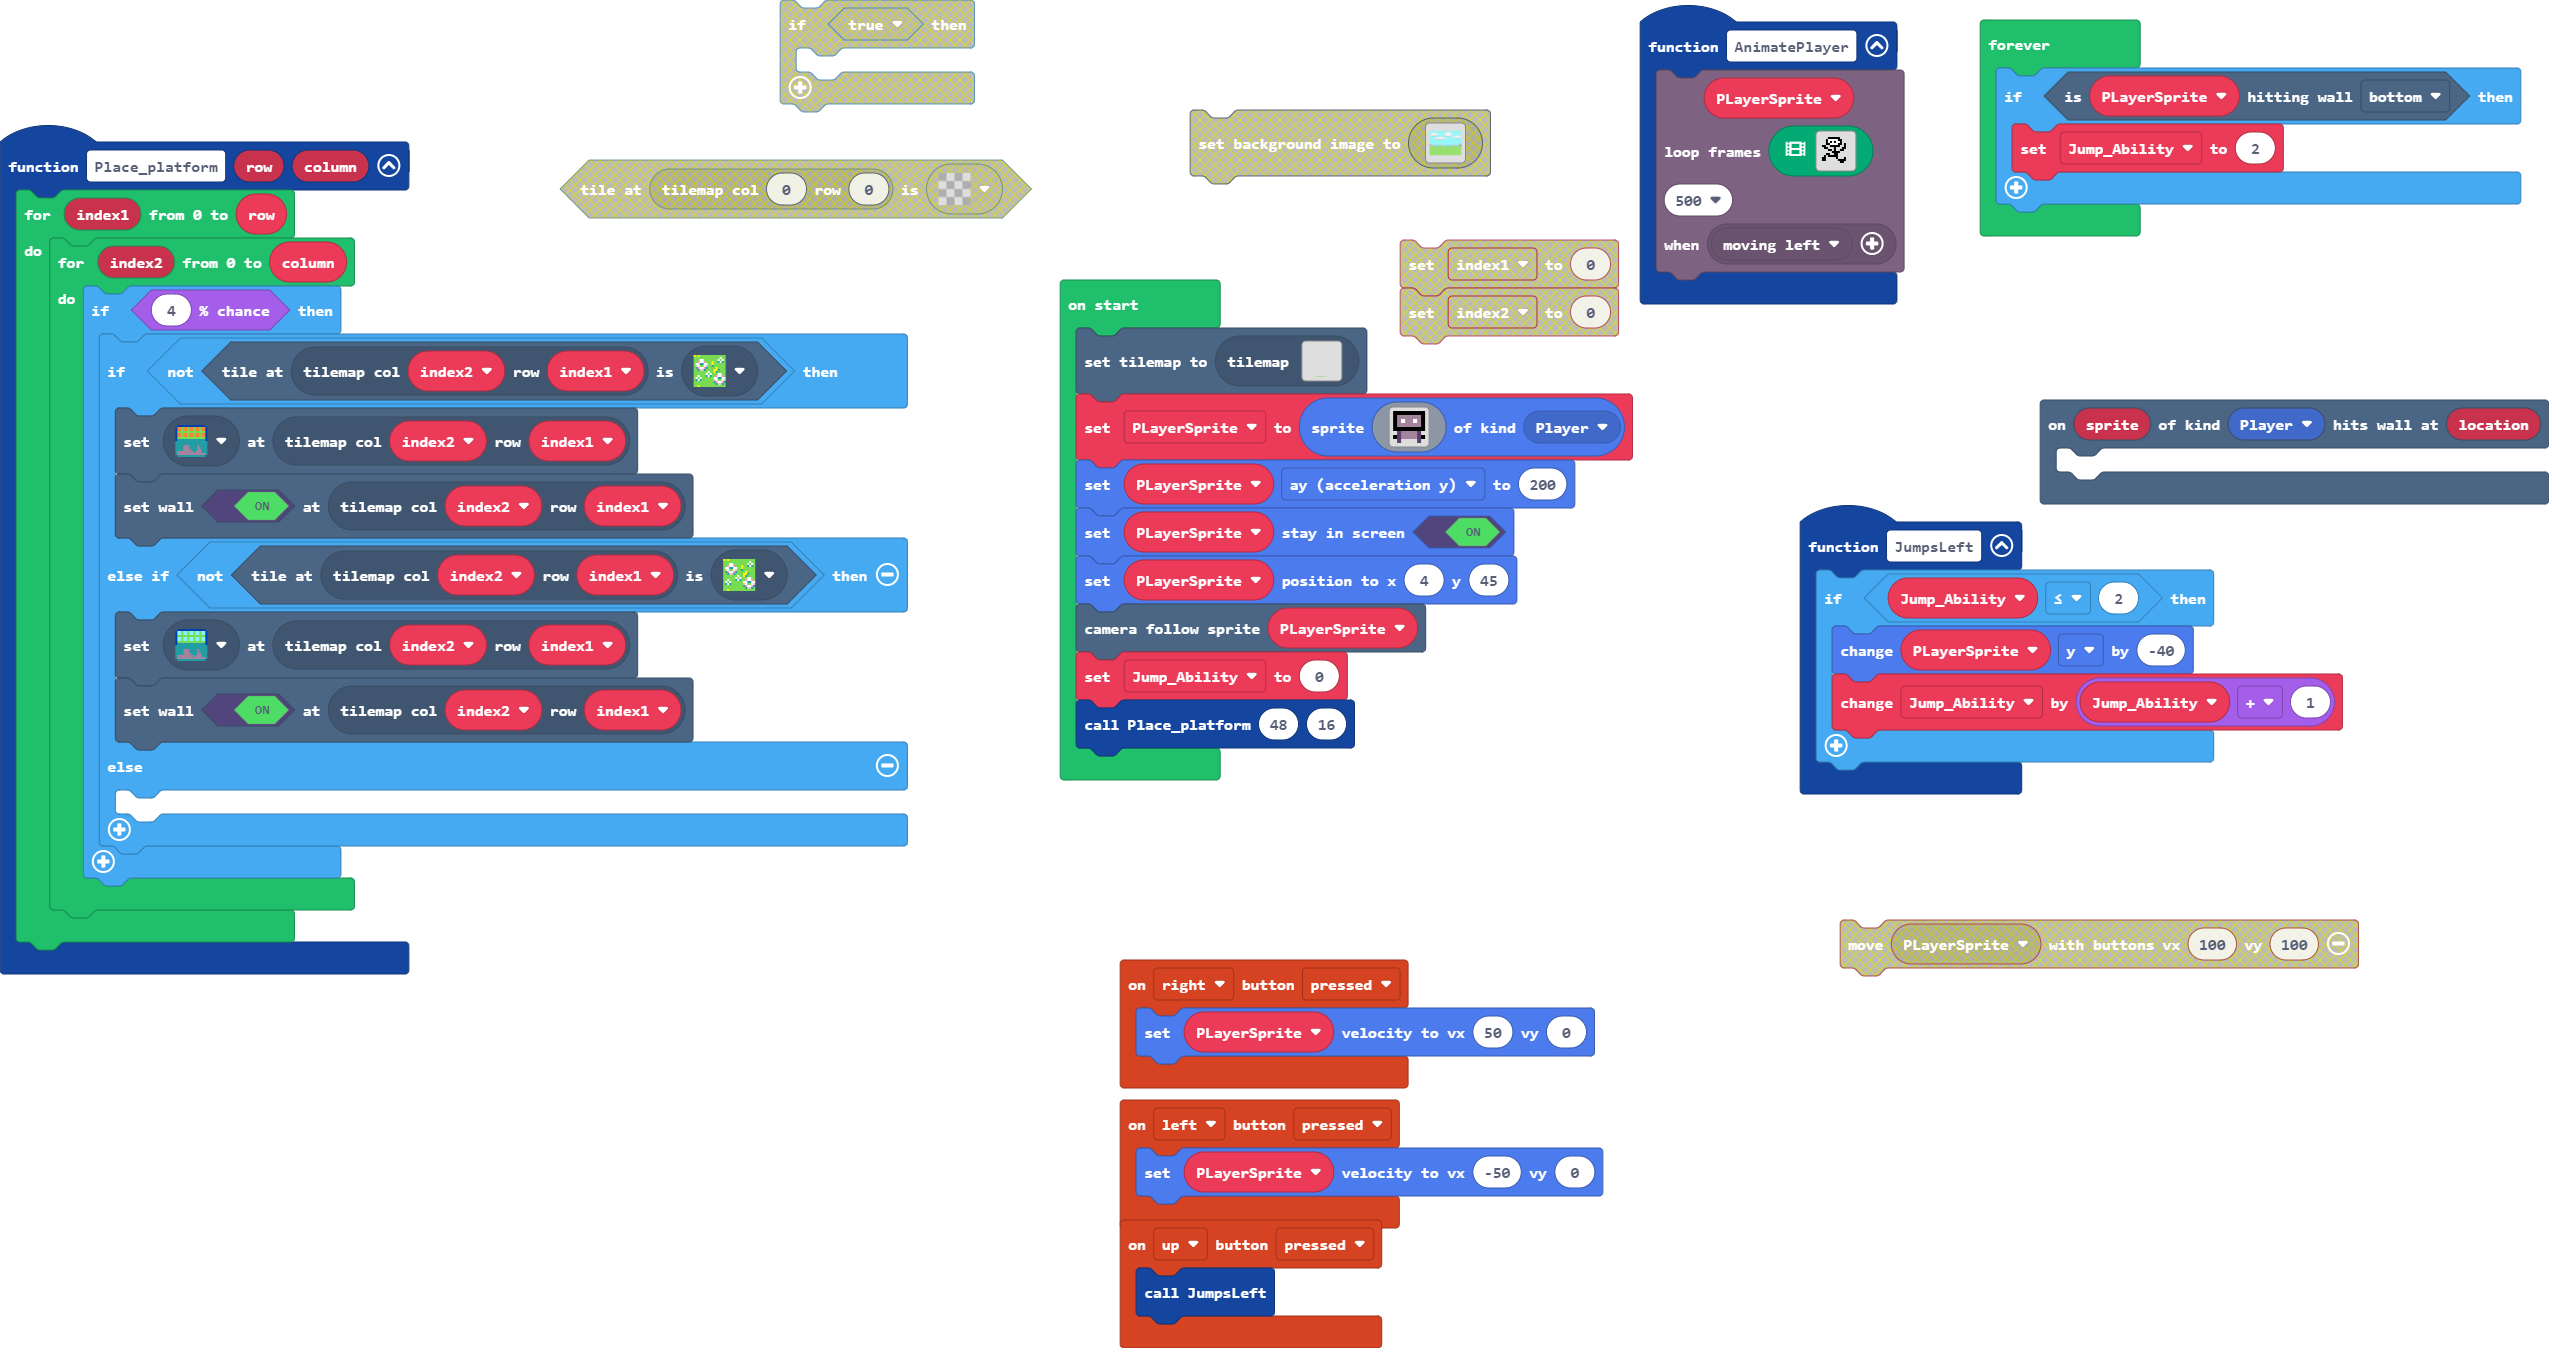 if true then
function Place_platform row column
for index1 from 0 to row
do
for index2 from 0 to column
do
if 4 % chance then
if not tile at tilemap col index2 row index1 is then
set at tilemap col index2 row index1
set wall ON at tilemap col index2 row index1
else if not tile at tilemap col index2 row index1 is then
set at tilemap col index2 row index1
set wall ON at tilemap col index2 row index1
else
tile at tilemap col 0 row 0 is
set background image to
set index1 to 0
set index2 to 0
on start
set tilemap to tilemap
set PLayerSprite to sprite of kind Player
set PLayerSprite ay (acceleration y) to 200
set PLayerSprite stay in screen ON
set PLayerSprite position to x 4 y 45
camera follow sprite PLayerSprite
set Jump_Ability to 0
call Place_platform 48 16
function AnimatePlayer
PLayerSprite
loop frames
500
when moving left
forever
if is PLayerSprite hitting wall bottom then
set Jump_Ability to 2
on sprite of kind Player hits wall at location
function JumpsLeft
if Jump_Ability ≤ 2 then
change PLayerSprite y by -40
change Jump_Ability by Jump_Ability + 1
move PLayerSprite with buttons vx 100 vy 100
on right button pressed
set PLayerSprite velocity to vx 50 vy 0
on left button pressed
set PLayerSprite velocity to vx -50 vy 0
on up button pressed
call JumpsLeft